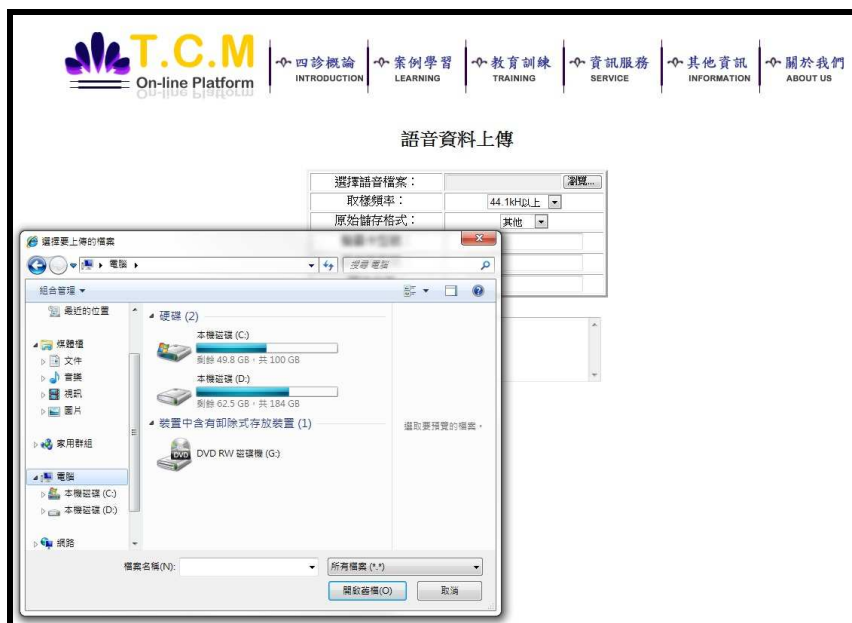 T.C.M
On-line Platform
四診概論
INTRODUCTION
案例學習
LEARNING
教育訓練
TRAINING
資訊服務
SERVICE
其他資訊
INFORMATION
關於我們
ABOUT US
語音資料上傳
選擇語音檔案：
瀏覽...
取樣頻率：
44.1kH以上
原始儲存格式：
其他
選擇要上傳的檔案
電腦
搜尋 電腦
組合管理
最近的位置
媒體櫃
文件
音樂
視訊
圖片
家用群組
電腦
本機磁碟 (C:)
本機磁碟 (D:)
網路
硬碟 (2)
本機磁碟 (C:)
剩餘 49.8 GB，共 100 GB
本機磁碟 (D:)
剩餘 62.5 GB，共 184 GB
裝置中含有卸除式存放裝置 (1)
DVD RW 磁碟機 (G:)
DVD
選取要預覽的檔案。
檔案名稱(N):
所有檔案 (*.*)
開啟舊檔(O)
取消